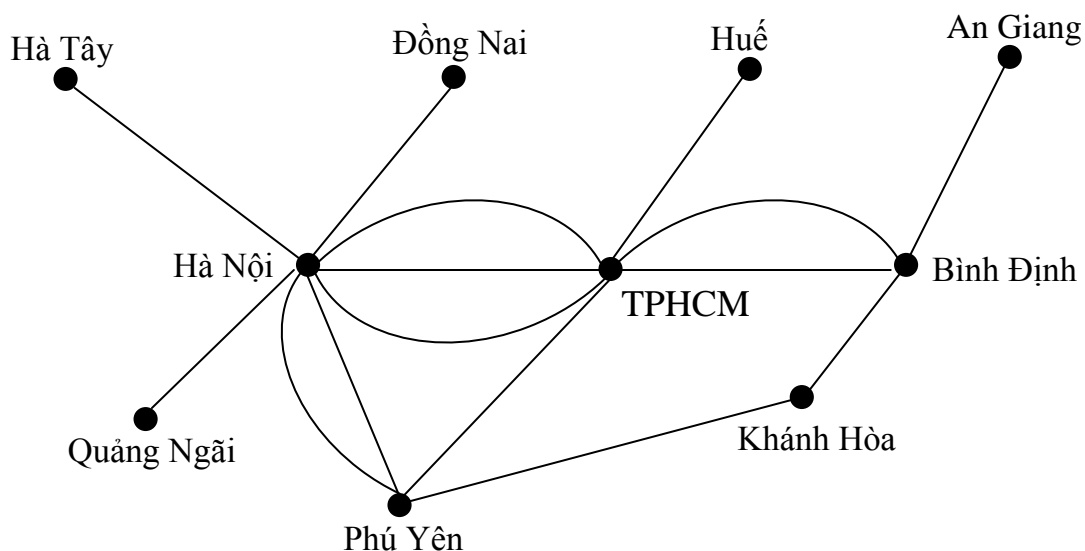 Hà Tây
Đồng Nai
Huế
An Giang
Hà Nội
TPHCM
Bình Định
Quảng Ngãi
Khánh Hòa
Phú Yên